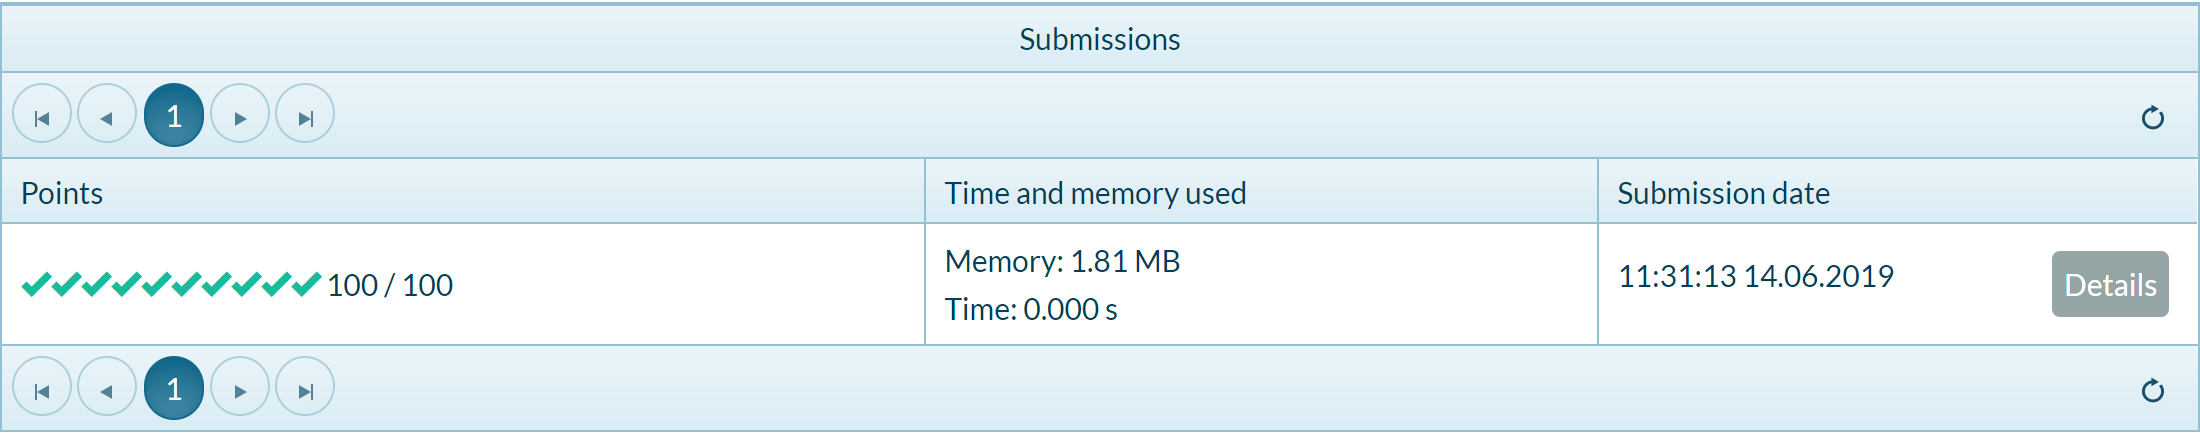 Submissions
1
Points
Time and memory used
Submission date
100 / 100
Memory: 1.81 MB
Time: 0.000 s
11:31:13 14.06.2019
Details
1